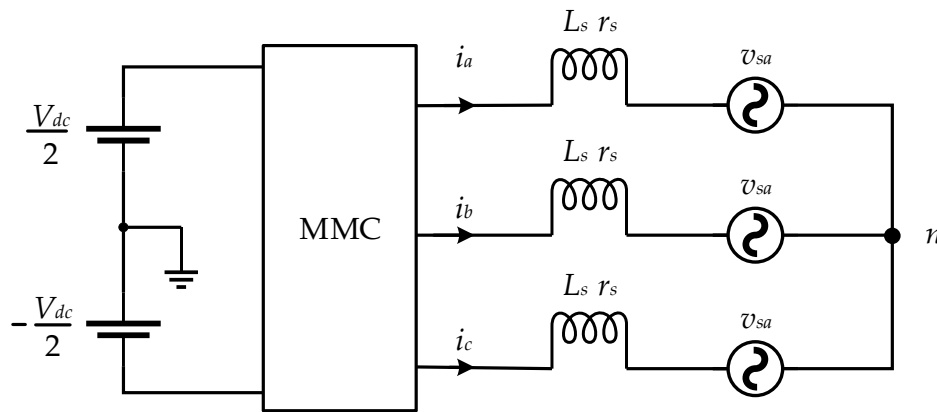 L_s r_s
i_a
v_sa
V_dc
2
L_s r_s
v_sa
i_b
MMC
n
L_s r_s
i_c
v_sa
- V_dc
2